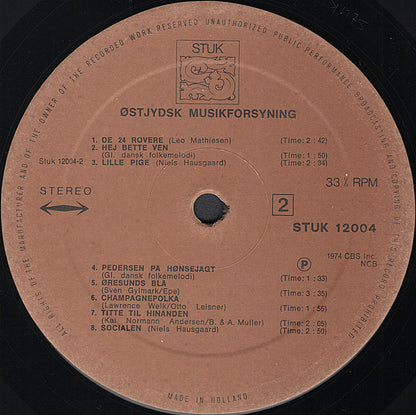 ALL RIGHTS OF THE MANUFACTURER AND OF THE OWNER OF THE RECORDED WORK RESERVED UNAUTHORIZED PUBLIC PERFORMANCE BROADCASTING AND COPYING OF THIS RECORD PROHIBITED
STUK
ØSTJYDSK MUSIKFORSYNING
1. DE 24 ROVERE (Leo Mathiesen) (Time: 2: 42)
2. HEJ BETTE VEN
(Gl. dansk folkemelodi) (Time: 1: 50)
Stuk 12004-2 3. LILLE PIGE (Niels Hausgaard) (Time: 2: 34)
STEREO
33⅓ RPM
2
STUK 12004
P 1974 CBS Inc.
NCB
4. PEDERSEN PÅ HØNSEJAGT
(Gl. dansk folkemelodi) (Time: 1: 33)
5. ØRESUNDS BLÅ
(Sven Gylmark/Epe) (Time: 3: 35)
6. CHAMPAGNEPOLKA
(Lawrence Welk/Otto Leisner) (Time: 1: 55)
7. TITTE TIL HINANDEN
(Kai Normann Andersen/B. & A. Müller) (Time: 2: 05)
8. SOCIALEN (Niels Hausgaard) (Time: 2: 50)
MADE IN HOLLAND